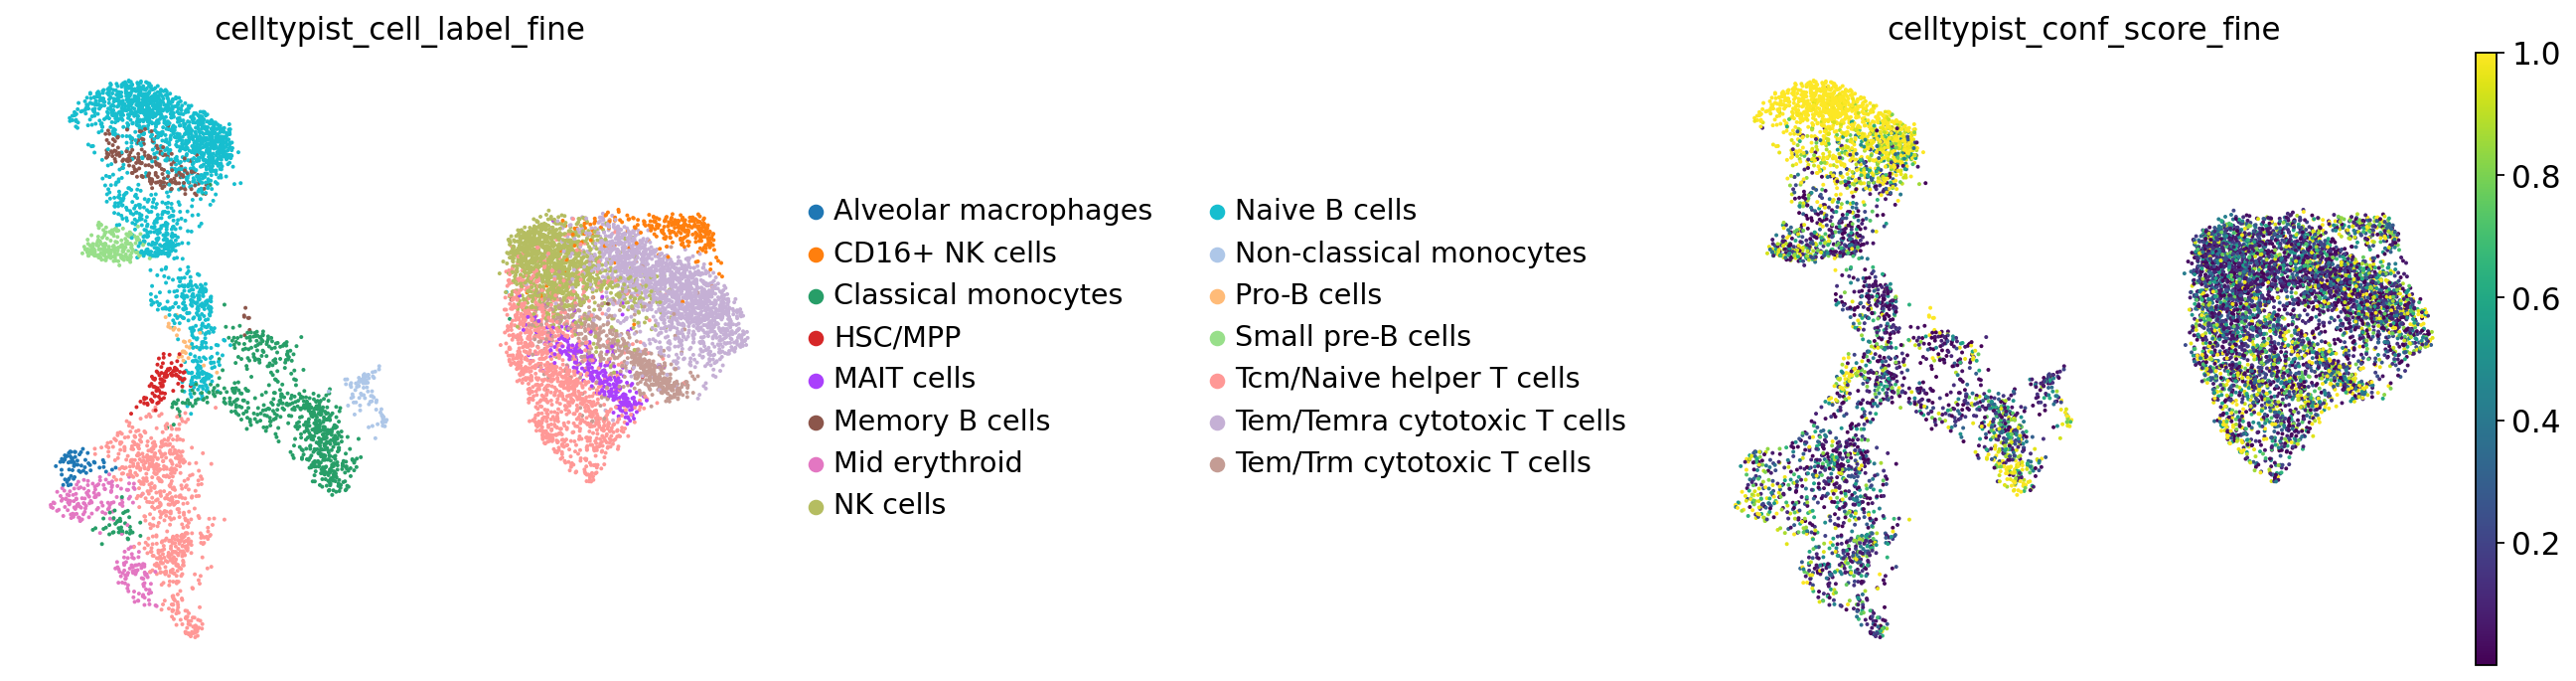 celltypist_cell_label_fine
Alveolar macrophages
CD16+ NK cells
Classical monocytes
HSC/MPP
MAIT cells
Memory B cells
Mid erythroid
NK cells
Naive B cells
Non-classical monocytes
Pro-B cells
Small pre-B cells
Tcm/Naive helper T cells
Tem/Temra cytotoxic T cells
Tem/Trm cytotoxic T cells
celltypist_conf_score_fine
1.0
0.8
0.6
0.4
0.2